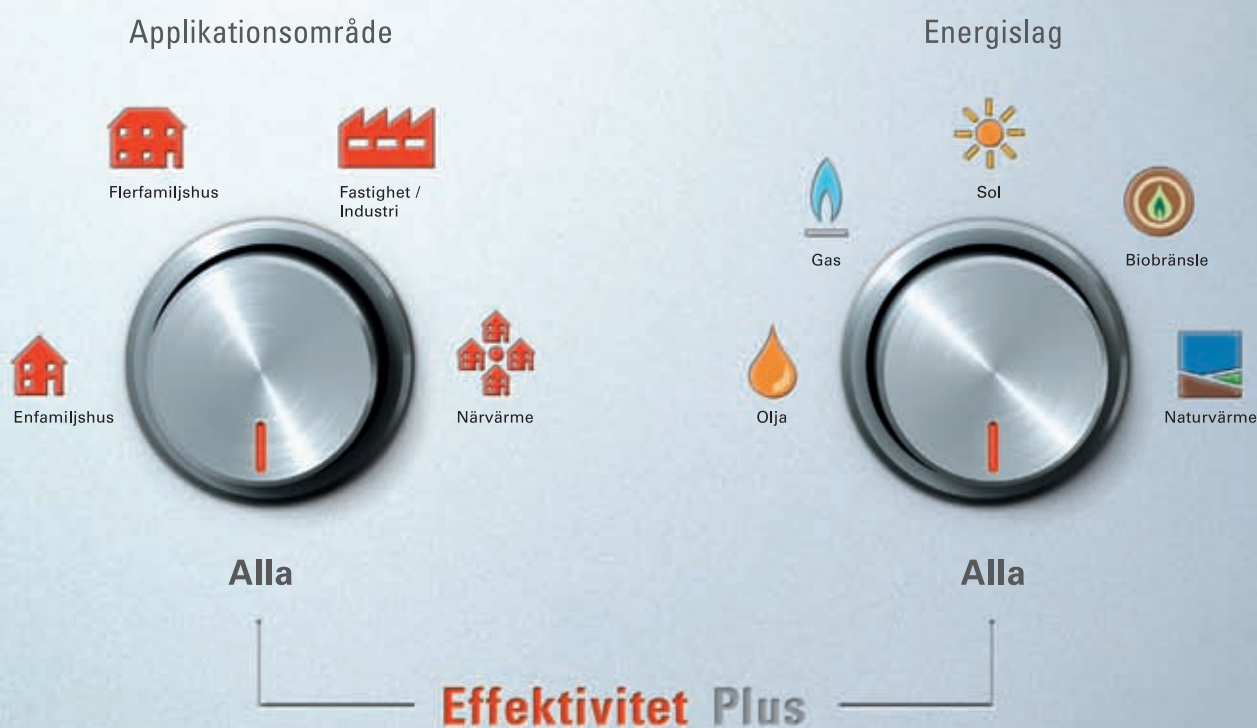 Applikationsområde
Energislag
Flerfamiljshus
Fastighet /
Industri
Enfamiljshus
Närvärme
Sol
Gas
Biobränsle
Olja
Naturvärme
Alla
Alla
Effektivitet Plus